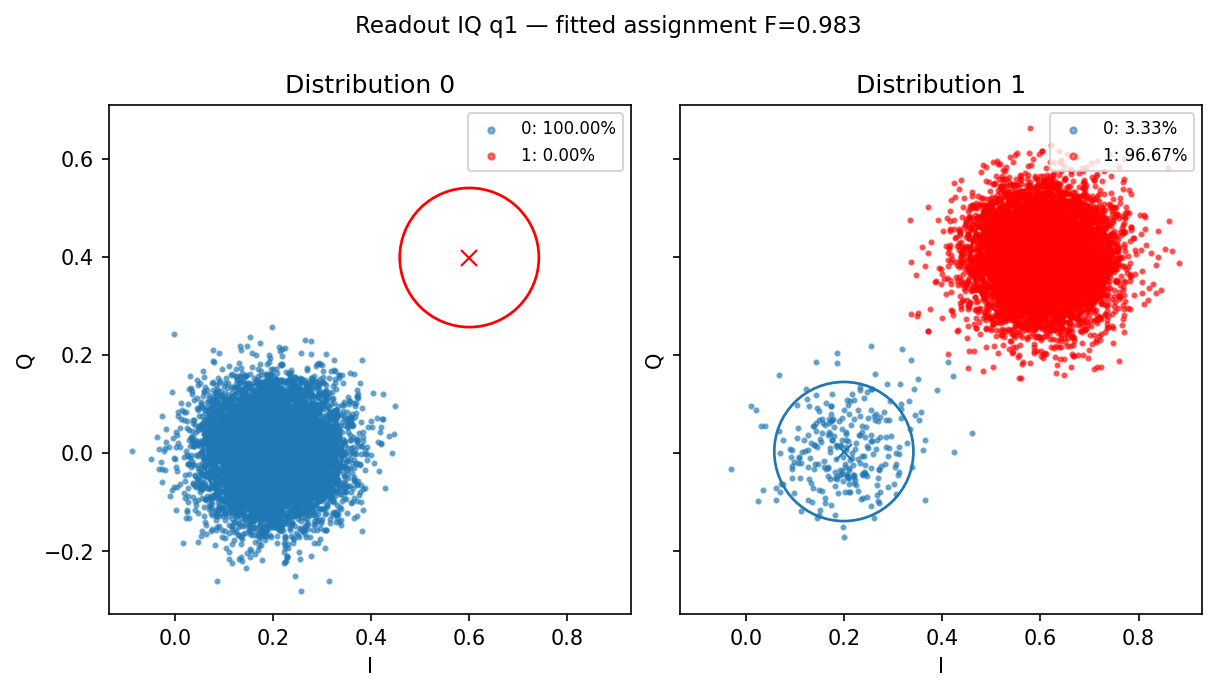 Readout IQ q1 — fitted assignment F=0.983
Distribution 0
Distribution 1
0: 100.00%
1: 0.00%
0: 3.33%
1: 96.67%
Q
0.6
0.4
0.2
0.0
−0.2
Q
0.0
0.2
0.4
0.6
0.8
I
0.0
0.2
0.4
0.6
0.8
I